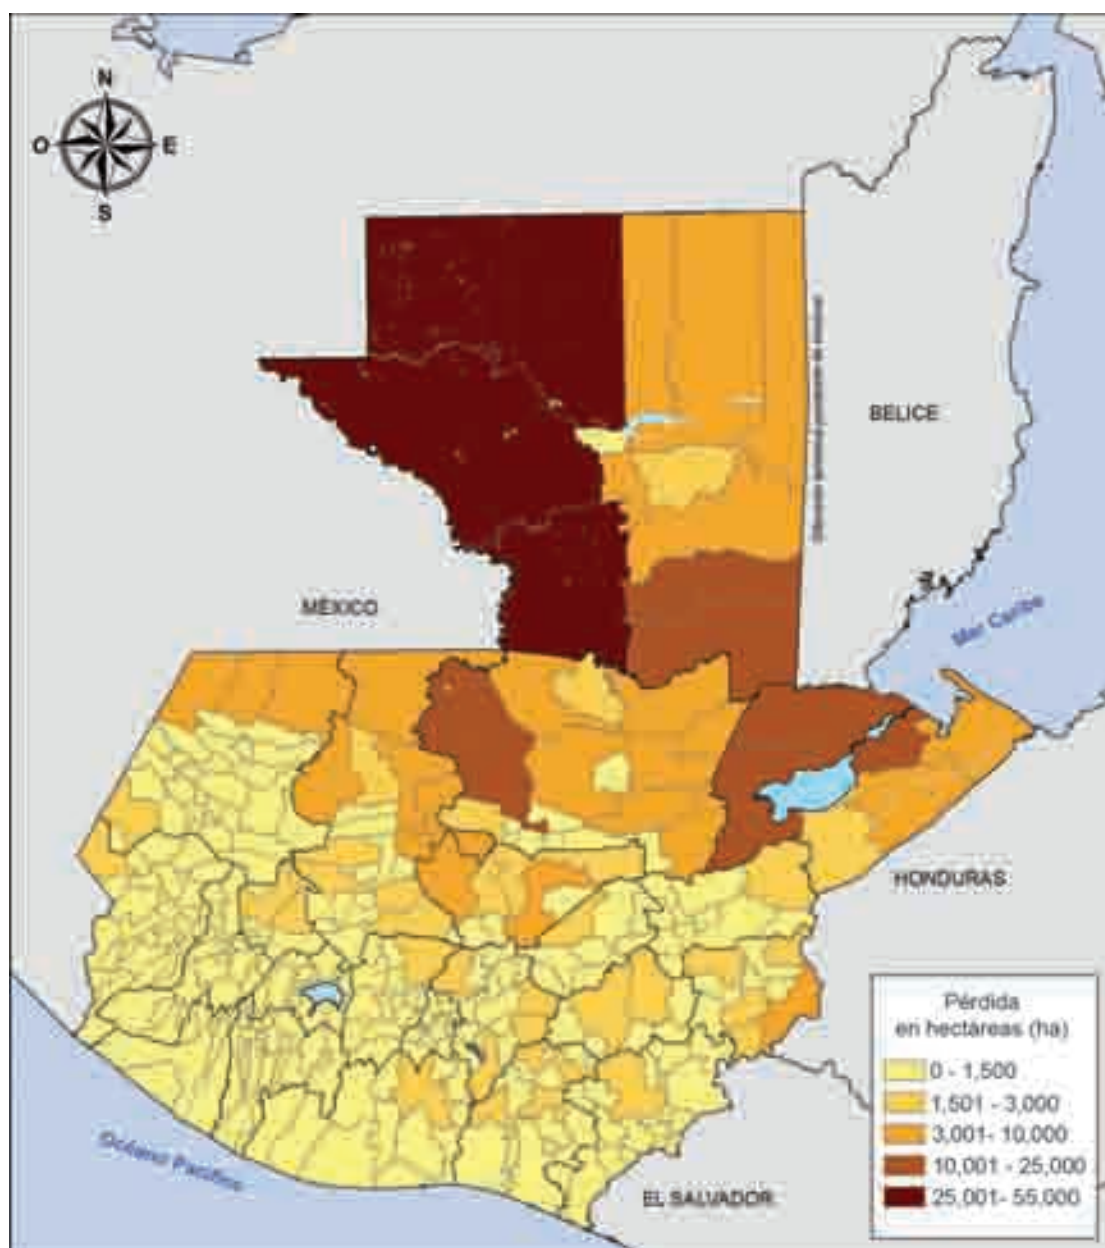 N
O
E
S
BELICE
MÉXICO
Mar Caribe
HONDURAS
Pérdida
en hectáreas (ha)
0 - 1,500
1,501 - 3,000
3,001- 10,000
10,001 - 25,000
25,001- 55,000
Océano Pacífico
EL SALVADOR